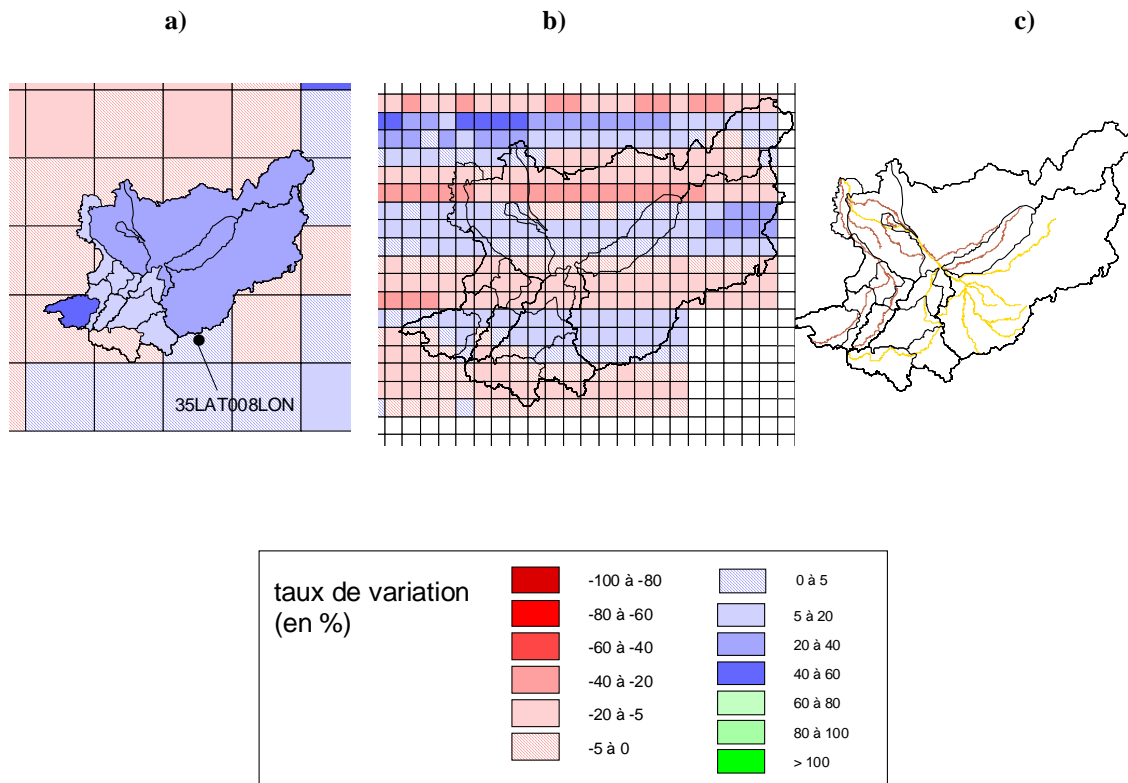 a)
b)
c)
35LAT008LON
taux de variation
(en %)
-100 à -80
-80 à -60
-60 à -40
-40 à -20
-20 à -5
-5 à 0
0 à 5
5 à 20
20 à 40
40 à 60
60 à 80
80 à 100
> 100